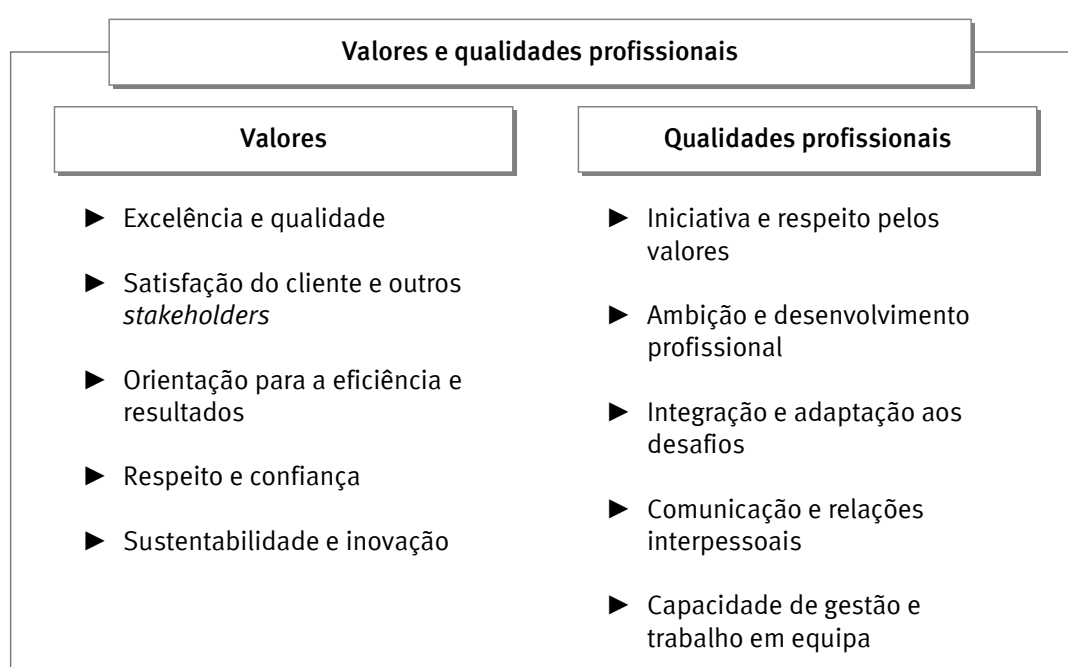 Valores e qualidades profissionais
Valores
► Excelência e qualidade
► Satisfação do cliente e outros
stakeholders
► Orientação para a eficiência e
resultados
► Respeito e confiança
► Sustentabilidade e inovação
Qualidades profissionais
► Iniciativa e respeito pelos
valores
► Ambição e desenvolvimento
profissional
► Integração e adaptação aos
desafios
► Comunicação e relações
interpessoais
► Capacidade de gestão e
trabalho em equipa